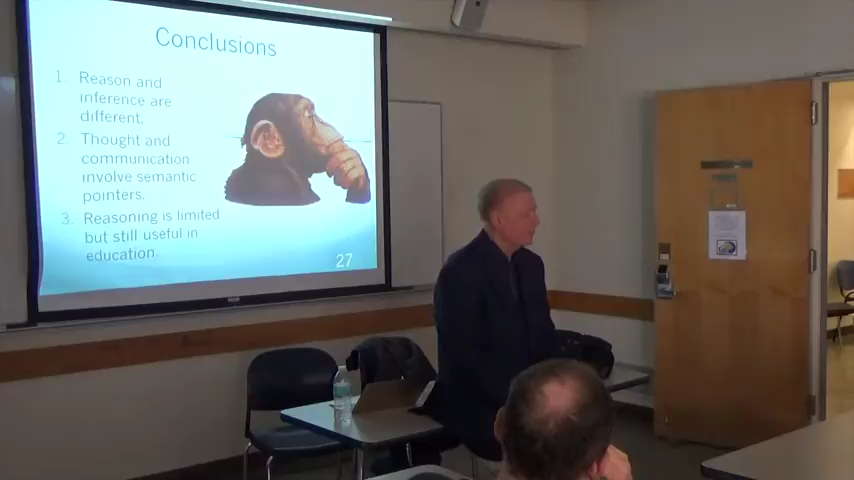 Conclusions
1. Reason and
inference are
different.
2. Thought and
communication
involve semantic
pointers.
3. Reasoning is limited
but still useful in
education.
27